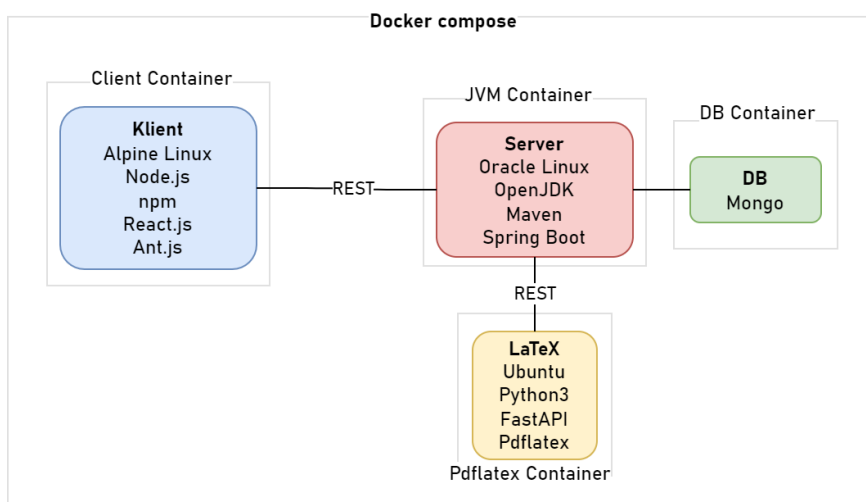 Docker compose
Client Container
Klient
Alpine Linux
Node.js
npm
React.js
Ant.js
REST
JVM Container
Server
Oracle Linux
OpenJDK
Maven
Spring Boot
DB Container
DB
Mongo
REST
LaTeX
Ubuntu
Python3
FastAPI
Pdflatex
Pdflatex Container